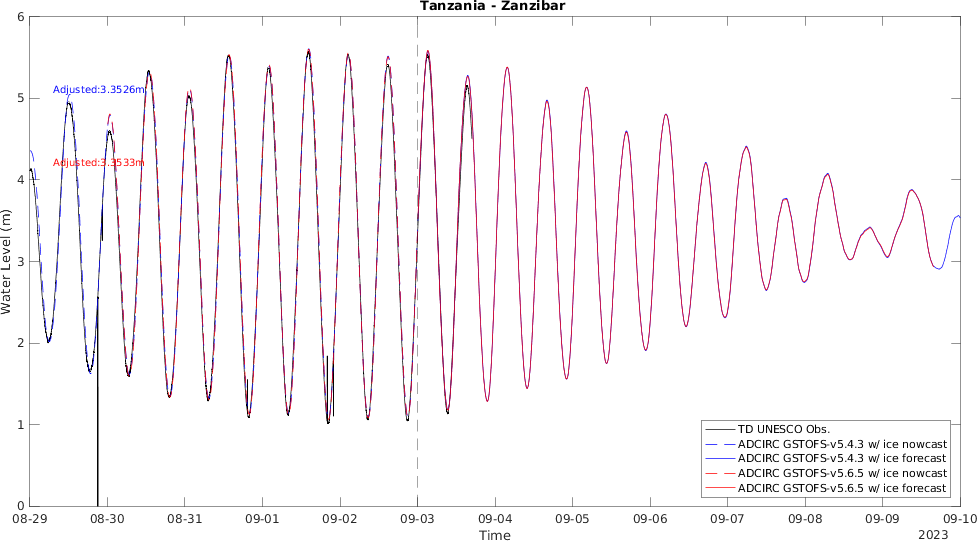 Tanzania - Zanzibar
6
5
4
3
2
1
0
Water Level (m)
Adjusted:3.3526m
Adjusted:3.3533m
TD UNESCO Obs.
ADCIRC GSTOFS-v5.4.3 w/ ice nowcast
ADCIRC GSTOFS-v5.4.3 w/ ice forecast
ADCIRC GSTOFS-v5.6.5 w/ ice nowcast
ADCIRC GSTOFS-v5.6.5 w/ ice forecast
08-29 08-30 08-31 09-01 09-02 09-03 09-04 09-05 09-06 09-07 09-08 09-09 09-10
Time
2023